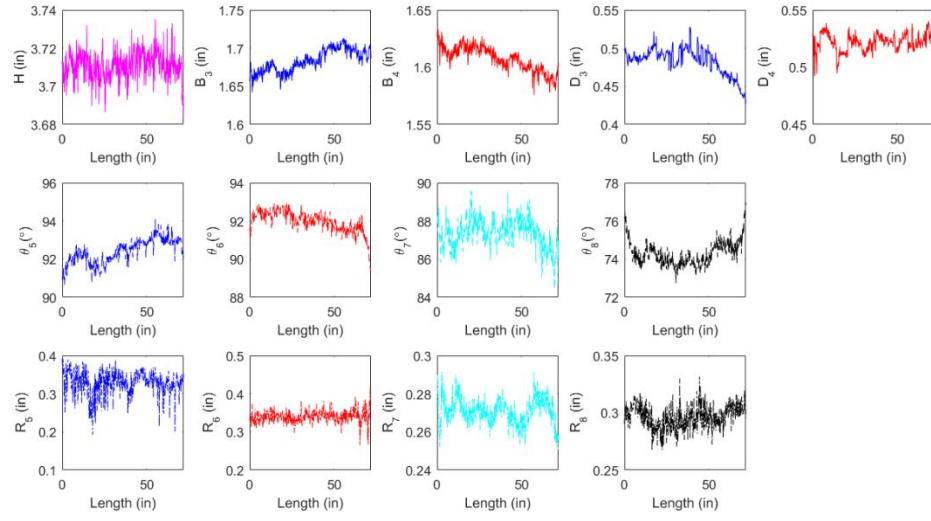 H (in)
3.74
3.72
3.7
3.68
0 50
Length (in)
B3 (in)
1.75
1.7
1.65
1.6
0 50
Length (in)
B4 (in)
1.65
1.6
1.55
0 50
Length (in)
D3 (in)
0.55
0.5
0.45
0.4
0 50
Length (in)
D4 (in)
0.55
0.5
0.45
0 50
Length (in)
θ5 (°)
96
94
92
90
0 50
Length (in)
θ6 (°)
94
92
90
88
0 50
Length (in)
θ7 (°)
90
88
86
84
0 50
Length (in)
θ8 (°)
78
76
74
72
0 50
Length (in)
R5 (in)
0.4
0.3
0.2
0.1
0 50
Length (in)
R6 (in)
0.5
0.4
0.3
0.2
0 50
Length (in)
R7 (in)
0.3
0.28
0.26
0.24
0 50
Length (in)
R8 (in)
0.35
0.3
0.25
0 50
Length (in)